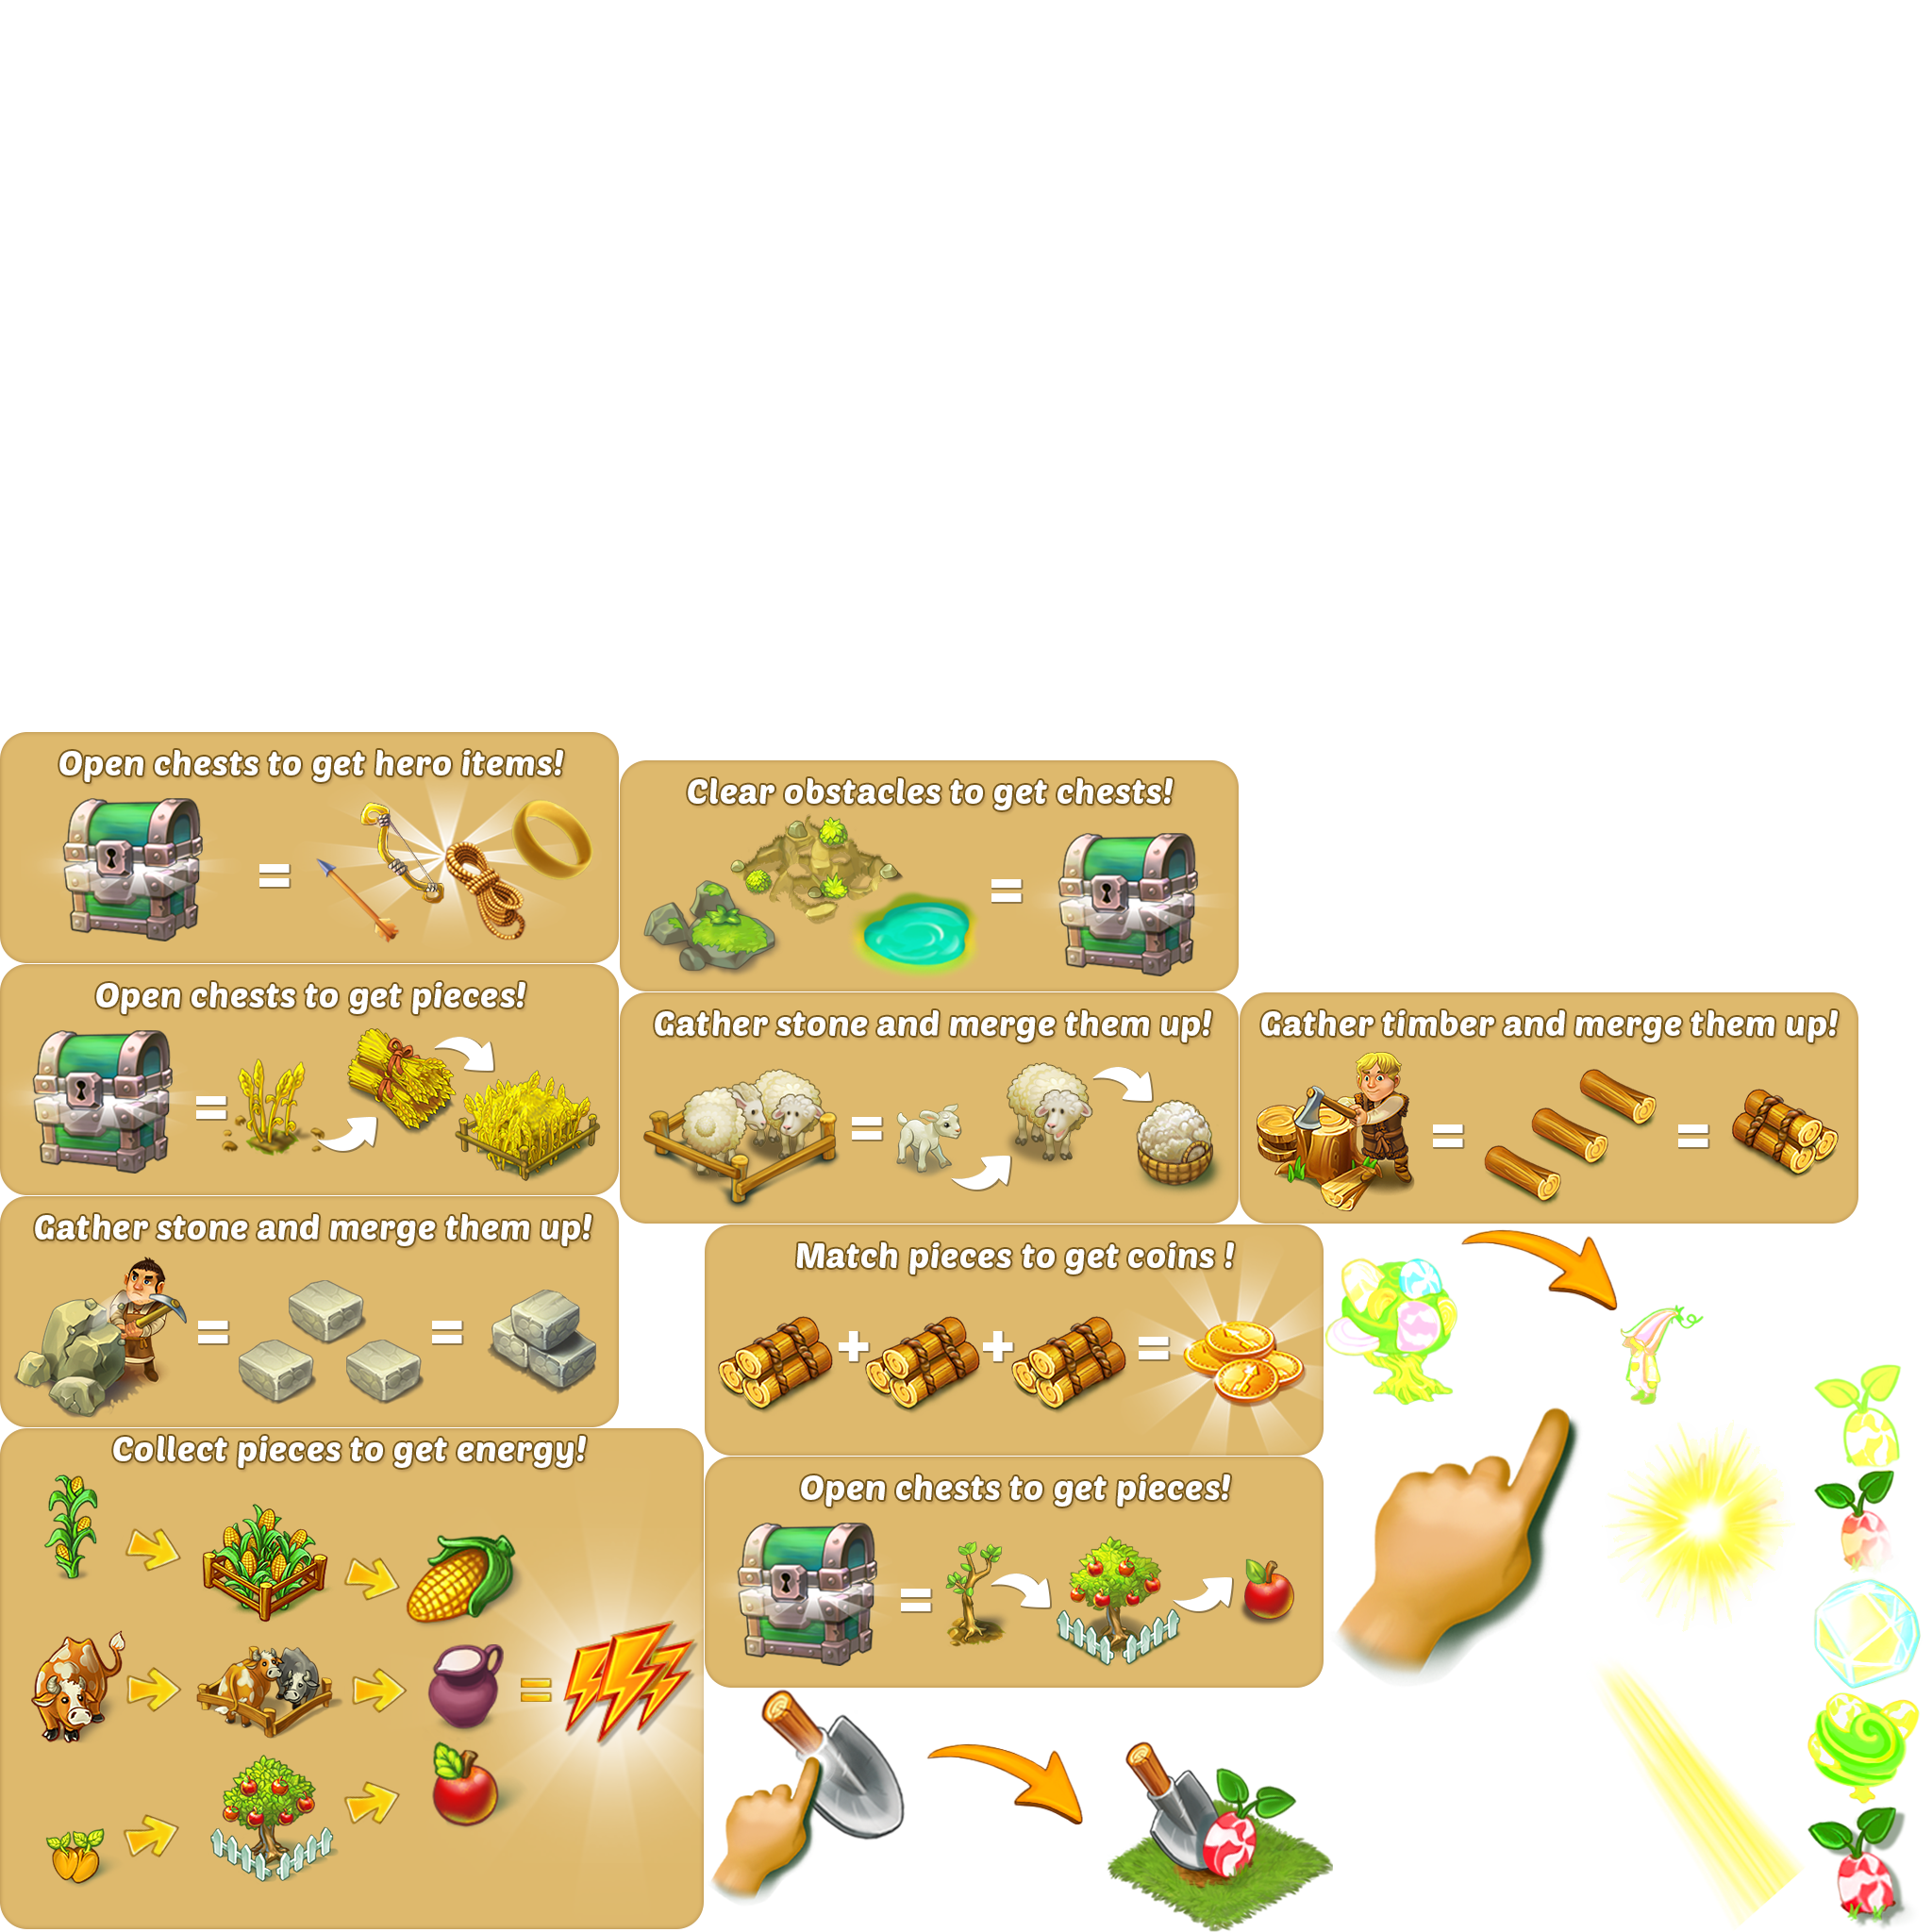 Open chests to get hero items!
Clear obstacles to get chests!
Open chests to get pieces!
Gather stone and merge them up!
Gather timber and merge them up!
Gather stone and merge them up!
Match pieces to get coins !
Collect pieces to get energy!
Open chests to get pieces!